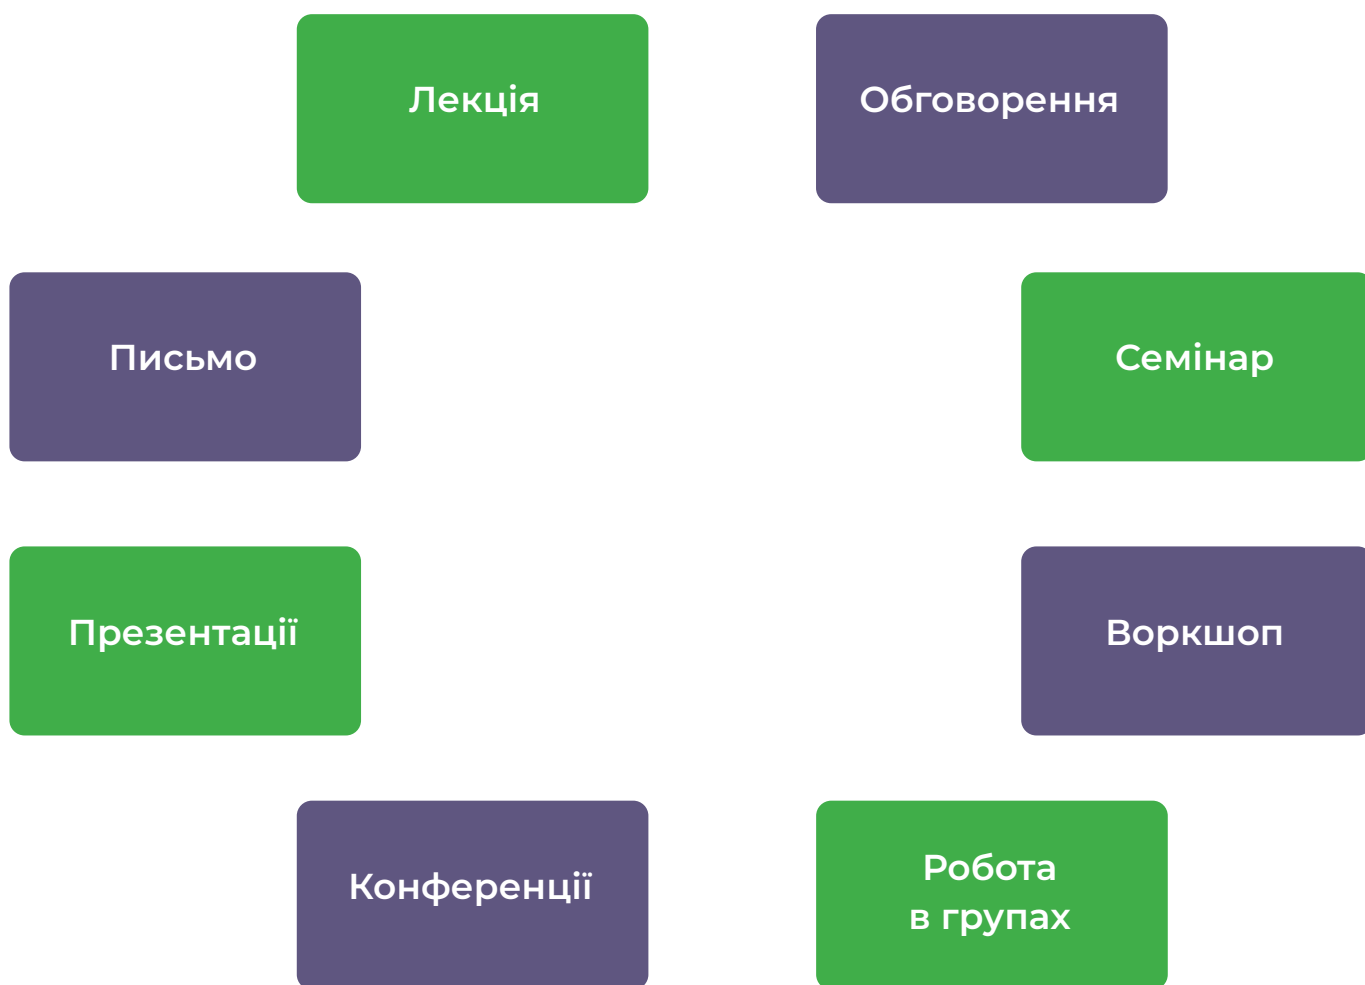 Лекція
Обговорення
Письмо
Семінар
Презентації
Воркшоп
Конференції
Робота
в групах